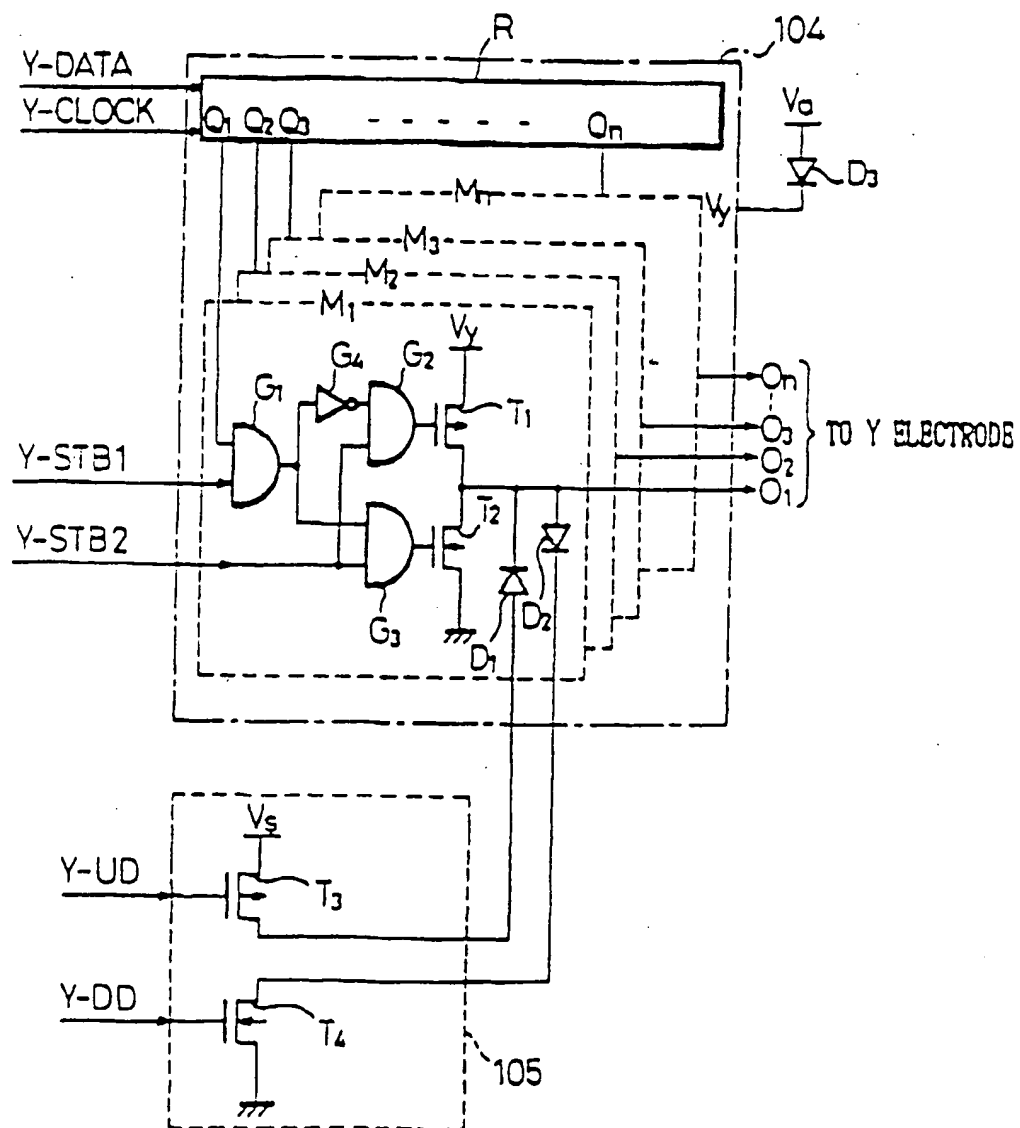 R
104
Y-DATA
Y-CLOCK
Q1 Q2 Q3 - - - - - Qn
Va
D3
Vy
Mn
M3
M2
M1
Vy
G4
G2
G1
T1
On
O3
O2
O1
TO Y ELECTRODE
Y-STB1
Y-STB2
T2
G3
D2
D1
Vs
Y-UD
T3
Y-DD
T4
105